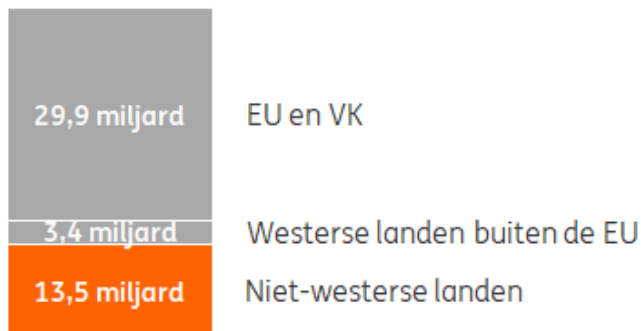 29,9 miljard EU en VK
3,4 miljard Westerse landen buiten de EU
13,5 miljard Niet-westerse landen